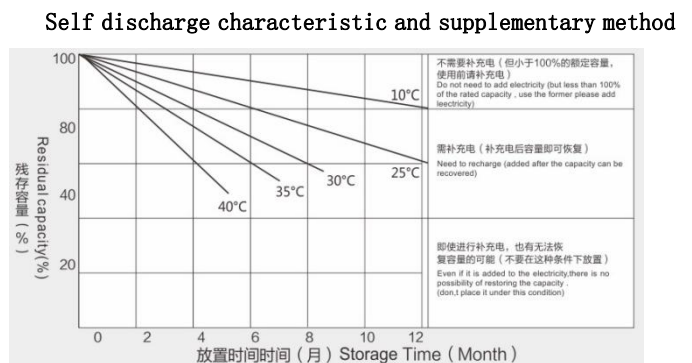 Self discharge characteristic and supplementary method
100
80
40
20
残存容量(%)
Residual capacity(%)
10℃
25℃
30℃
35℃
40℃
不需要补充电(但小于100%的额定容量,
使用前请补充电)
Do not need to add electricity (but less than 100%
of the rated capacity , use the former please add
leectricity)
需补充电(补充电后容量即可恢复)
Need to recharge (added after the capacity can be
recovered)
即使进行补充电,也有无法恢
复容量的可能(不要在这种条件下放置)
Even if it is added to the electricity,there is no
possibility of restoring the capacity .
(don,t place it under this condition)
0 2 4 6 8 10 12
放置时间时间(月)Storage Time(Month)